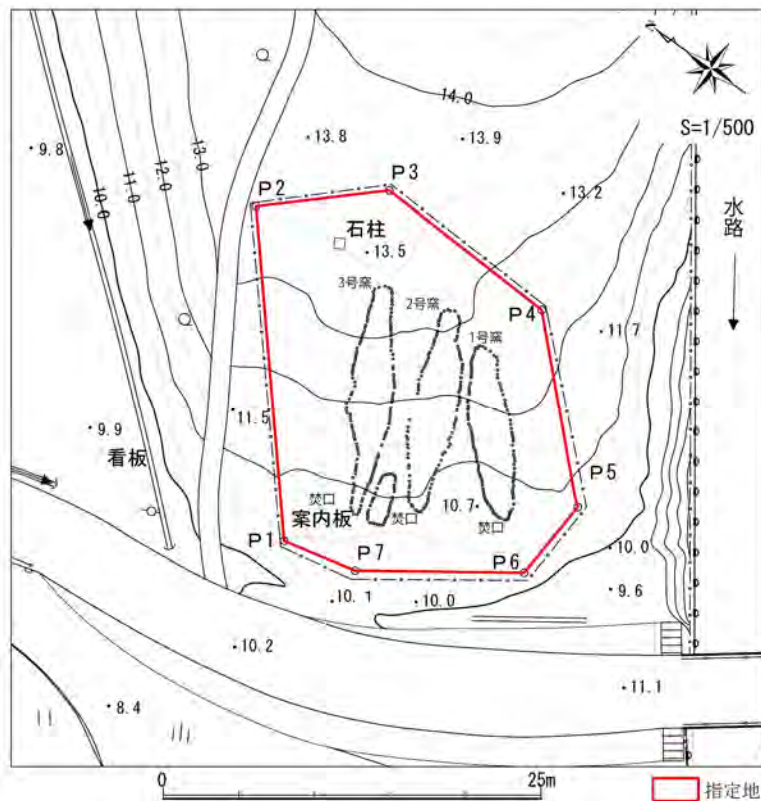 N
S=1/500
14.0
・13.8
・13.9
・9.8
10.0
11.0
12.0
13.0
・13.2
水路
P3
P2
石柱
・13.5
3号窯
2号窯
P4
1号窯
・11.7
・11.5
・9.9
看板
P5
焚口
10.7・
案内板
焚口
焚口
P1
P7
P6
・10.0
・9.6
・10.1
・10.0
・10.2
・11.1
・8.4
0
25m
指定地